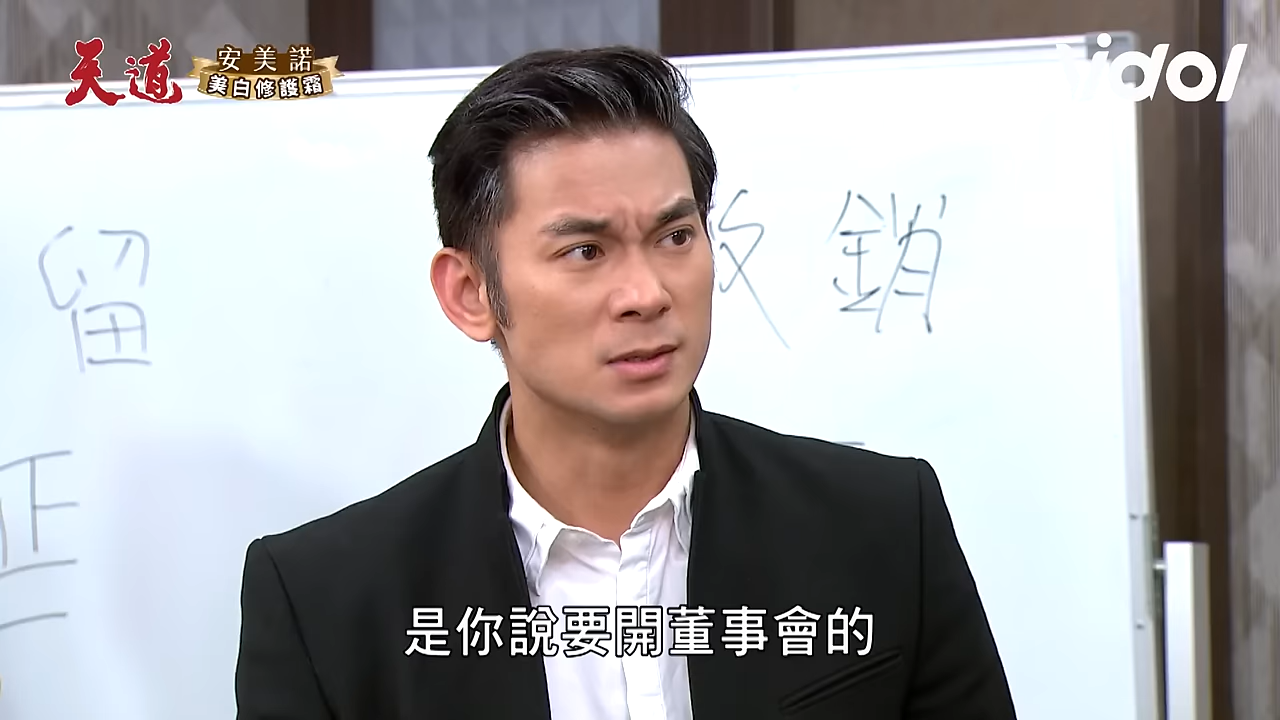 天道
安美諾
美白修護霜
vidol
留
銷
正
是你說要開董事會的